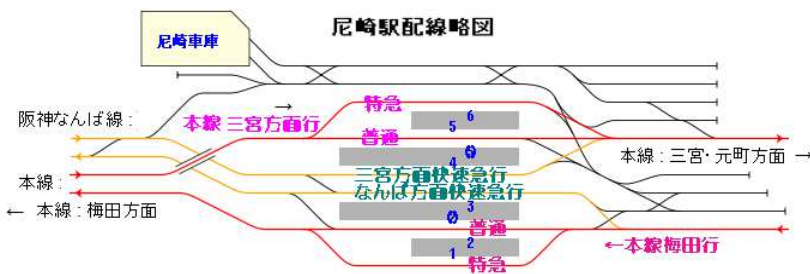 尼崎駅配線略図
尼崎車庫
特急
6
5
阪神なんば線：
→
本線 三宮方面行
普通
4
本線：三宮・元町方面 →
三宮方面快速急行
なんば方面快速急行
本線：
← 本線：梅田方面
3
普通
←本線梅田行
2
1
特急